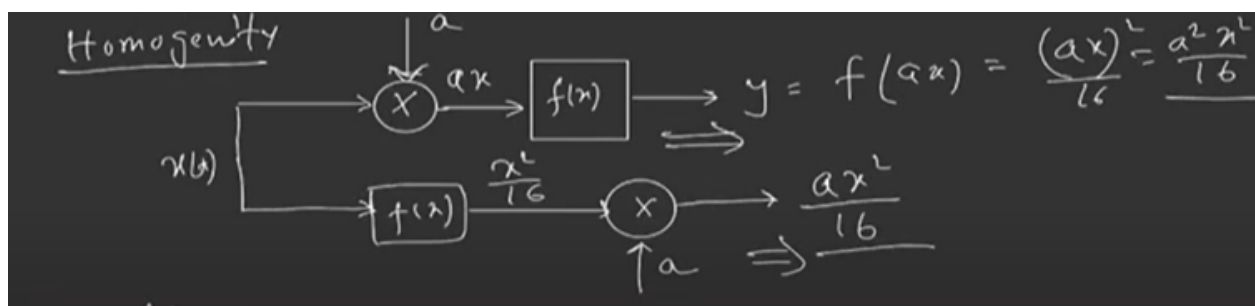 Homogenity
a
X
ax
f(x)
y = f(ax) = (ax)²/16 = a²x²/16
x(t)
f(x)
x²/16
X
a
ax²/16